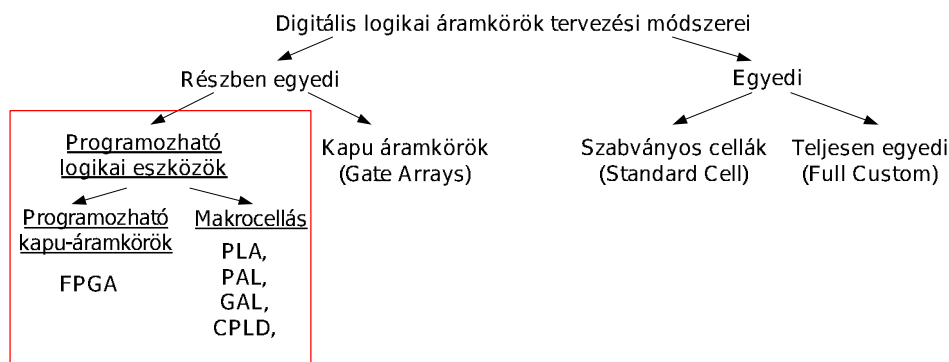 Digitális logikai áramkörök tervezési módszerei
Részben egyedi
Egyedi
Programozható
logikai eszközök
Kapu áramkörök
(Gate Arrays)
Szabványos cellák
(Standard Cell)
Teljesen egyedi
(Full Custom)
Programozható
kapu-áramkörök
FPGA
Makrocellás
PLA,
PAL,
GAL,
CPLD,